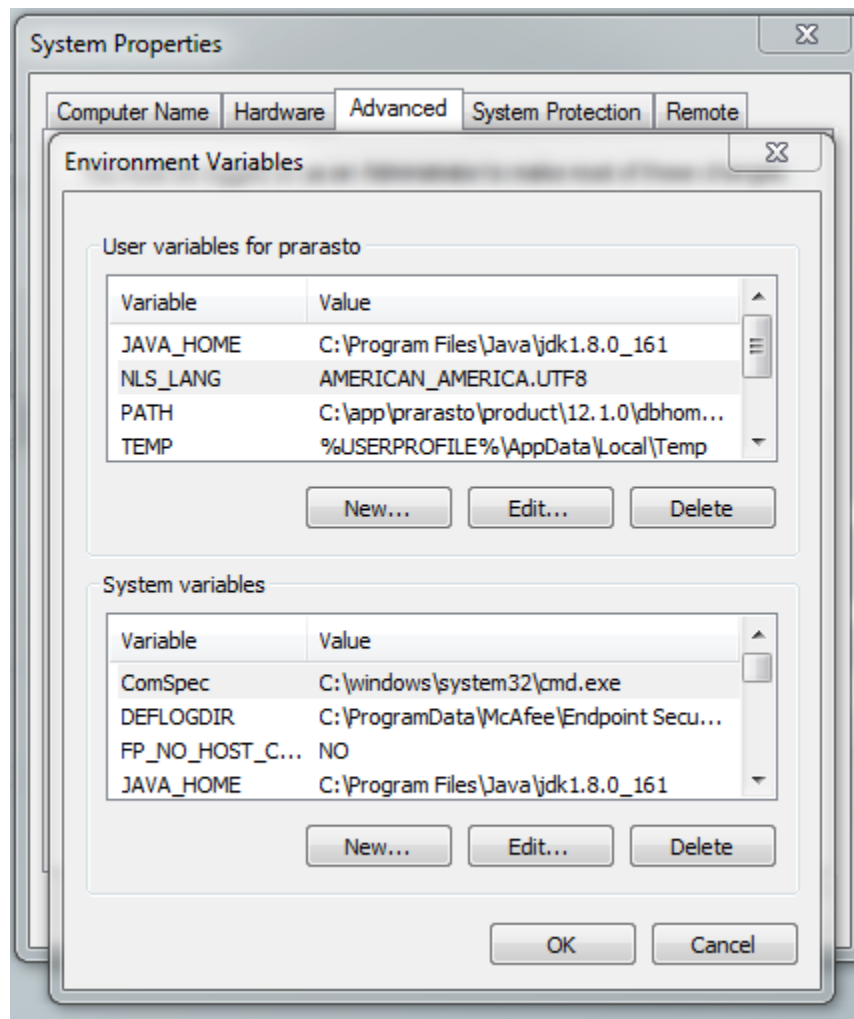 System Properties
Computer Name Hardware Advanced System Protection Remote
Environment Variables
User variables for prarasto
Variable Value
JAVA_HOME C:\Program Files\Java\jdk1.8.0_161
NLS_LANG AMERICAN_AMERICA.UTF8
PATH C:\app\prarasto\product\12.1.0\dbhom...
TEMP %USERPROFILE%\AppData\Local\Temp
New... Edit... Delete
System variables
Variable Value
ComSpec C:\windows\system32\cmd.exe
DEFLOGDIR C:\ProgramData\McAfee\Endpoint Secu...
FP_NO_HOST_C... NO
JAVA_HOME C:\Program Files\Java\jdk1.8.0_161
New... Edit... Delete
OK Cancel